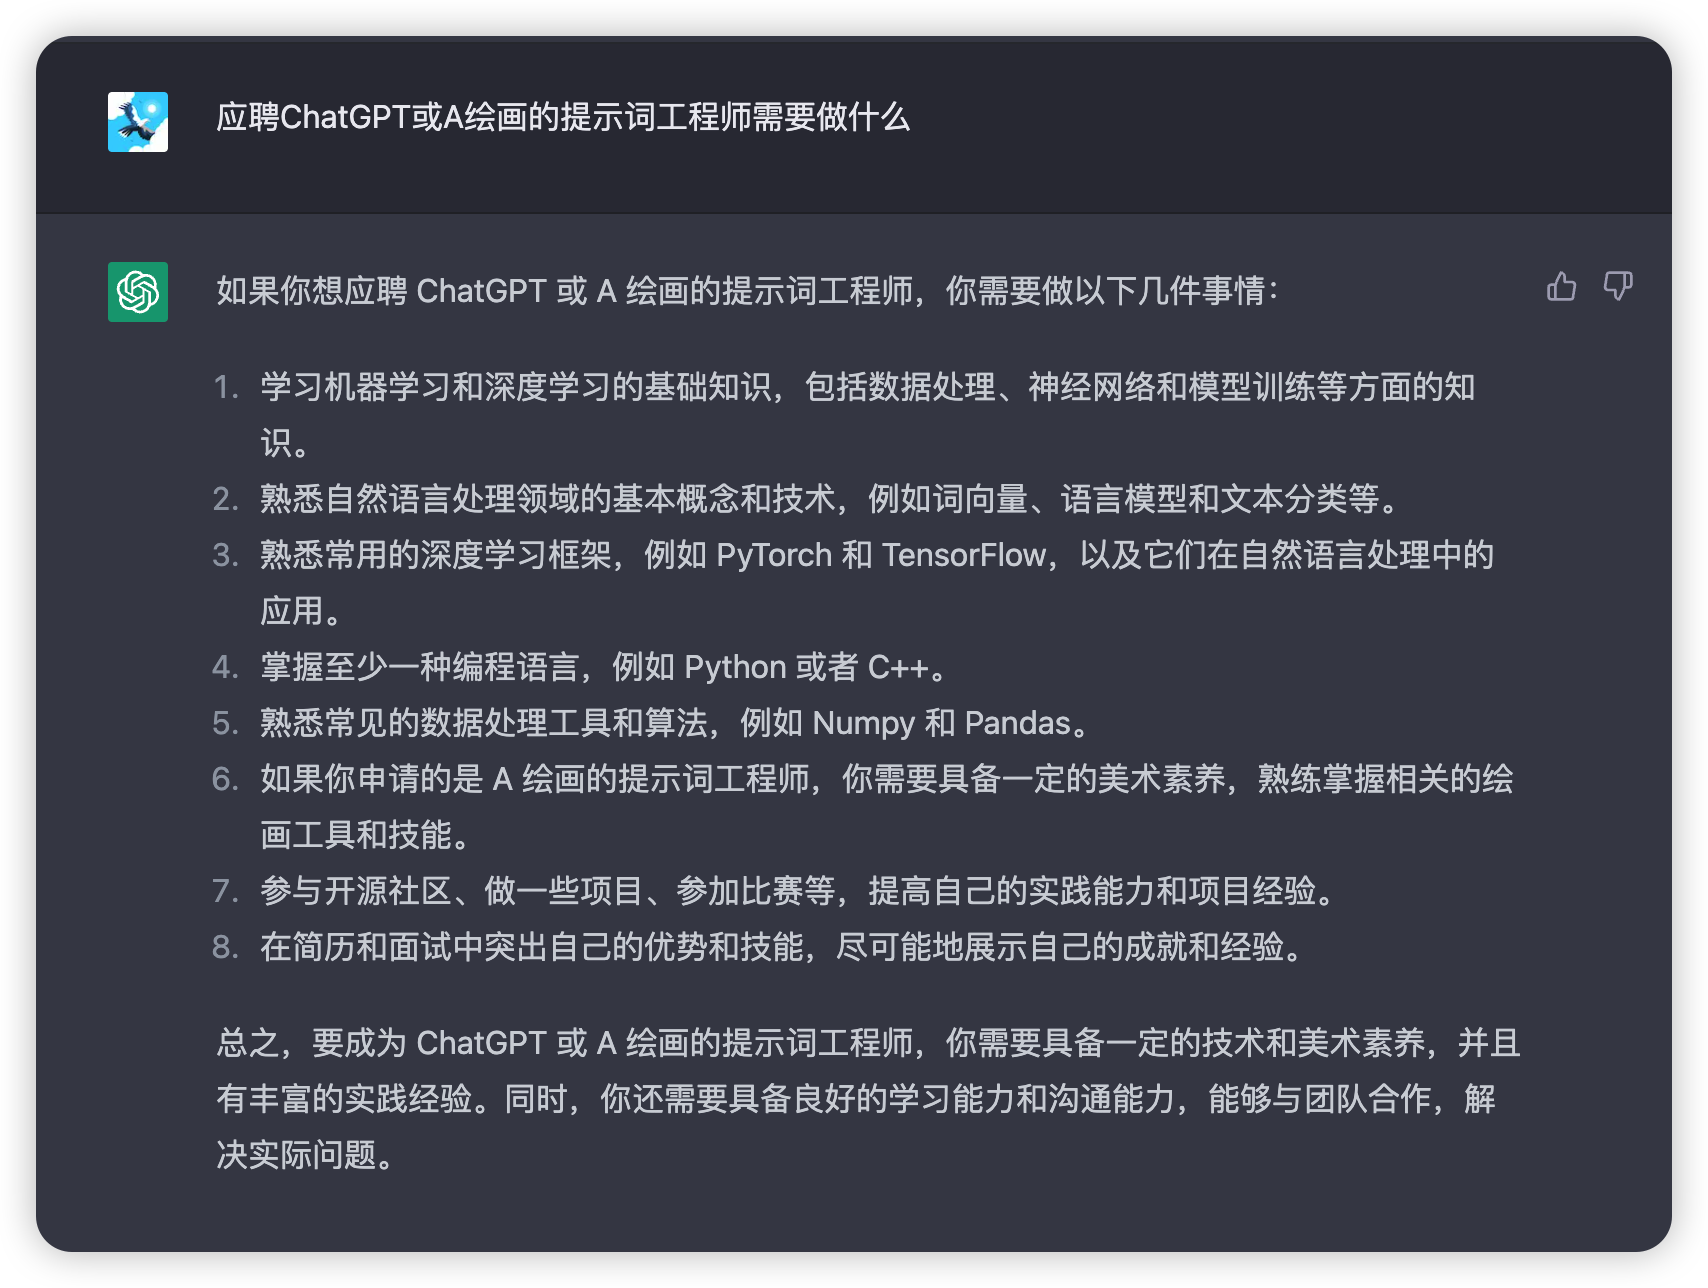 应聘ChatGPT或A绘画的提示词工程师需要做什么
如果你想应聘 ChatGPT 或 A 绘画的提示词工程师，你需要做以下几件事情：
1. 学习机器学习和深度学习的基础知识，包括数据处理、神经网络和模型训练等方面的知
识。
2. 熟悉自然语言处理领域的基本概念和技术，例如词向量、语言模型和文本分类等。
3. 熟悉常用的深度学习框架，例如 PyTorch 和 TensorFlow，以及它们在自然语言处理中的
应用。
4. 掌握至少一种编程语言，例如 Python 或者 C++。
5. 熟悉常见的数据处理工具和算法，例如 Numpy 和 Pandas。
6. 如果你申请的是 A 绘画的提示词工程师，你需要具备一定的美术素养，熟练掌握相关的绘
画工具和技能。
7. 参与开源社区、做一些项目、参加比赛等，提高自己的实践能力和项目经验。
8. 在简历和面试中突出自己的优势和技能，尽可能地展示自己的成就和经验。
总之，要成为 ChatGPT 或 A 绘画的提示词工程师，你需要具备一定的技术和美术素养，并且
有丰富的实践经验。同时，你还需要具备良好的学习能力和沟通能力，能够与团队合作，解
决实际问题。